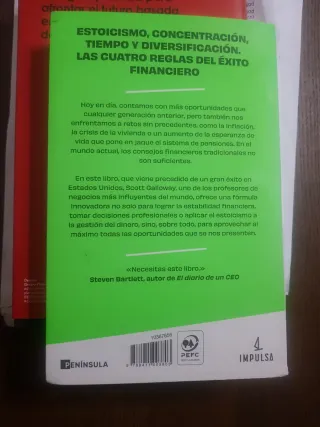 afrontar el futuro basada
ESTOICISMO, CONCENTRACIÓN,
TIEMPO Y DIVERSIFICACIÓN.
LAS CUATRO REGLAS DEL ÉXITO
FINANCIERO
Hoy en día, contamos con más oportunidades que
cualquier generación anterior, pero también nos
enfrentamos a retos sin precedentes, como la inflación,
la crisis de la vivienda o un aumento de la esperanza de
vida que pone en jaque el sistema de pensiones. En el
mundo actual, los consejos financieros tradicionales no
son suficientes.
En este libro, que viene precedido de un gran éxito en
Estados Unidos, Scott Galloway, uno de los profesores de
negocios más influyentes del mundo, ofrece una fórmula
innovadora no solo para lograr la estabilidad financiera,
tomar decisiones profesionales o aplicar el estoicismo a
la gestión del dinero, sino, sobre todo, para aprovechar al
máximo todas las oportunidades que se nos presenten.
«Necesitas este libro.»
Steven Bartlett, autor de El diario de un CEO
PENÍNSULA
PEFC
IMPULSA